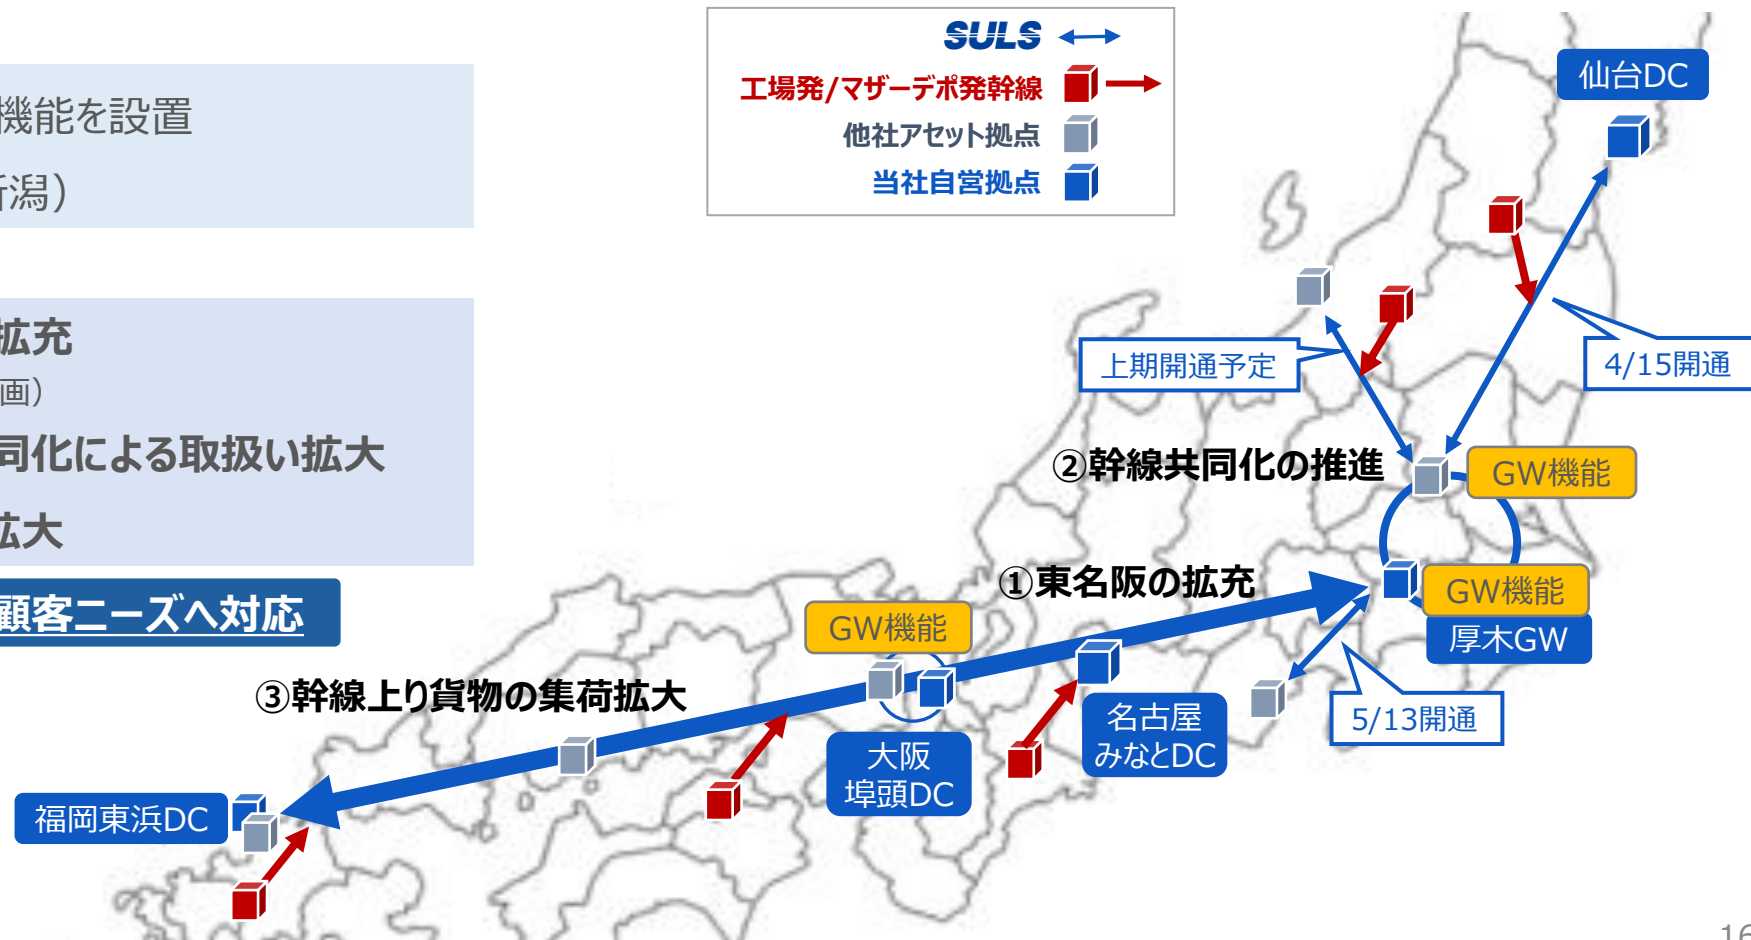 機能を設置
新潟）
拡充
画）
同化による取扱い拡大
拡大
顧客ニーズへ対応
SULS
工場発/マザーデポ発幹線
他社アセット拠点
当社自営拠点
仙台DC
上期開通予定
4/15開通
②幹線共同化の推進
GW機能
①東名阪の拡充
GW機能
厚木GW
GW機能
③幹線上り貨物の集荷拡大
5/13開通
名古屋
みなとDC
大阪
埠頭DC
福岡東浜DC
16